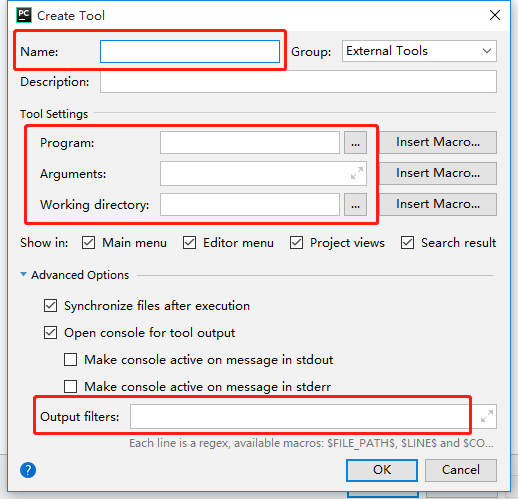 PC Create Tool
Name: Group: External Tools
Description:
Tool Settings
Program: ... Insert Macro...
Arguments: Insert Macro...
Working directory: ... Insert Macro...
Show in: Main menu Editor menu Project views Search result
Advanced Options
Synchronize files after execution
Open console for tool output
Make console active on message in stdout
Make console active on message in stderr
Output filters:
Each line is a regex, available macros: $FILE_PATH$, $LINE$ and $CO...
? OK Cancel